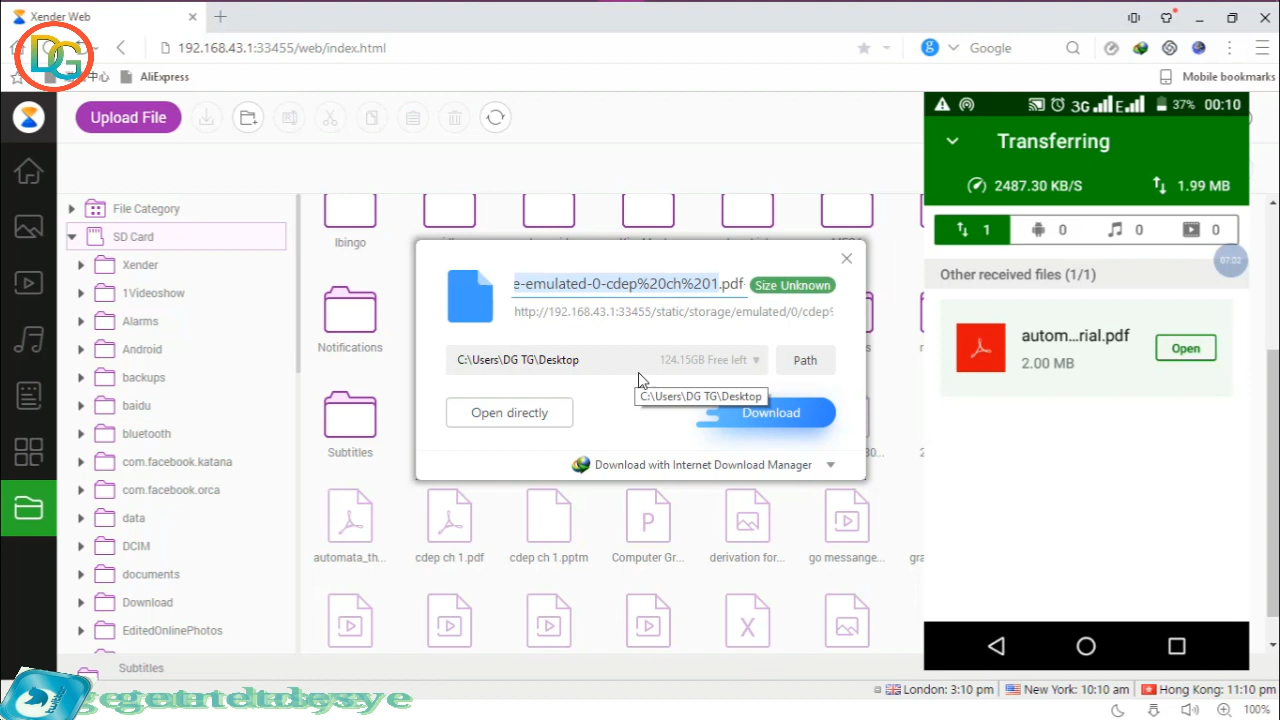 Xender Web
DG
192.168.43.1:33455/web/index.html
Google
中心
AliExpress
Mobile bookmarks
Upload File
File Category
SD Card
Xender
1Videoshow
Alarms
Android
backups
baidu
bluetooth
com.facebook.katana
com.facebook.orca
data
DCIM
documents
Download
EditedOnlinePhotos
Subtitles
Ibingo
Notifications
Subtitles
automata_th...
cdep ch 1.pdf
cdep ch 1.pptm
Computer Gr...
derivation for...
go messange...
e-emulated-0-cdep%20ch%201.pdf
Size Unknown
http://192.168.43.1:33455/static/storage/emulated/0/cdep%
C:\Users\DG TG\Desktop
124.15GB Free left
Path
C:\Users\DG TG\Desktop
Open directly
Download
Download with Internet Download Manager
3G
E
37%
00:10
Transferring
2487.30 KB/S
1.99 MB
1
0
0
0
07:02
Other received files (1/1)
autom...rial.pdf
2.00 MB
Open
London: 3:10 pm
New York: 10:10 am
Hong Kong: 11:10 pm
100%